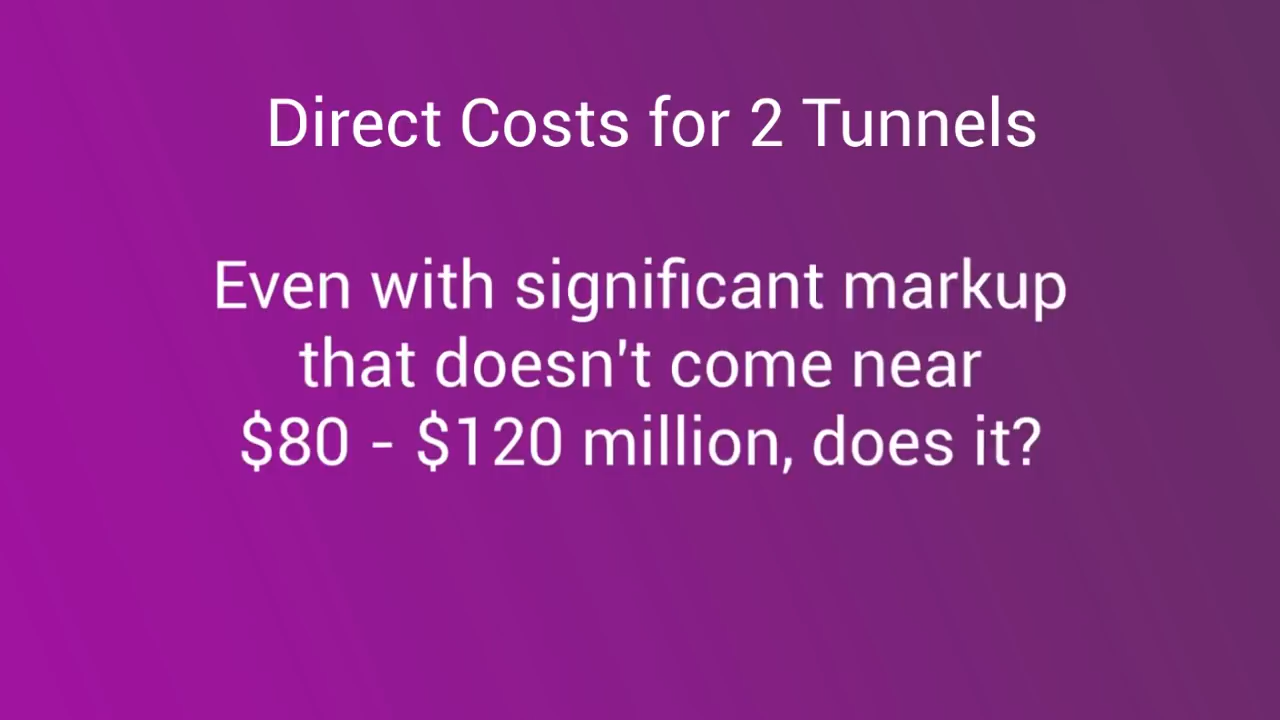 Direct Costs for 2 Tunnels
Even with significant markup
that doesn't come near
$80 - $120 million, does it?